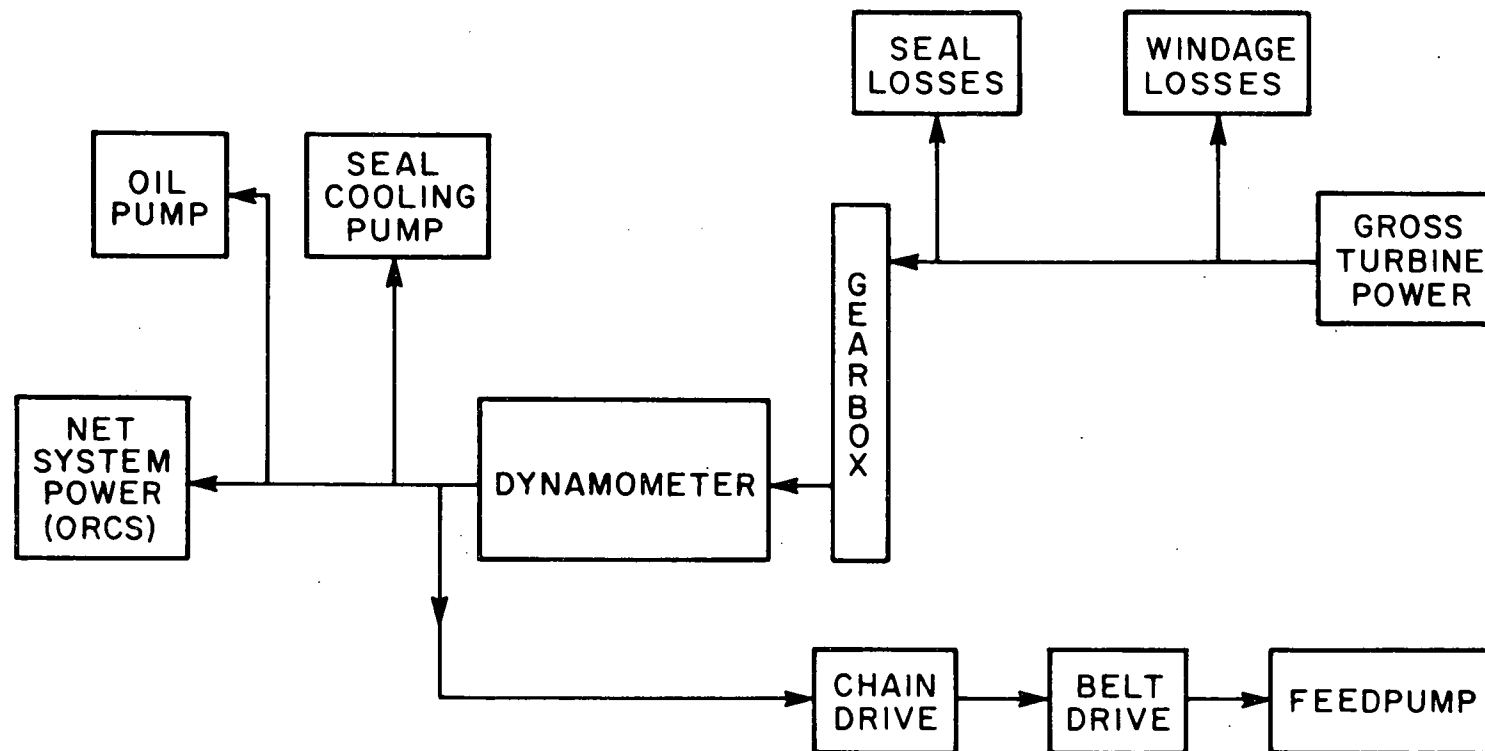 SEAL
LOSSES
WINDAGE
LOSSES
OIL
PUMP
SEAL
COOLING
PUMP
GROSS
TURBINE
POWER
GEARBOX
NET
SYSTEM
POWER
(ORCS)
DYNAMOMETER
CHAIN
DRIVE
BELT
DRIVE
FEEDPUMP